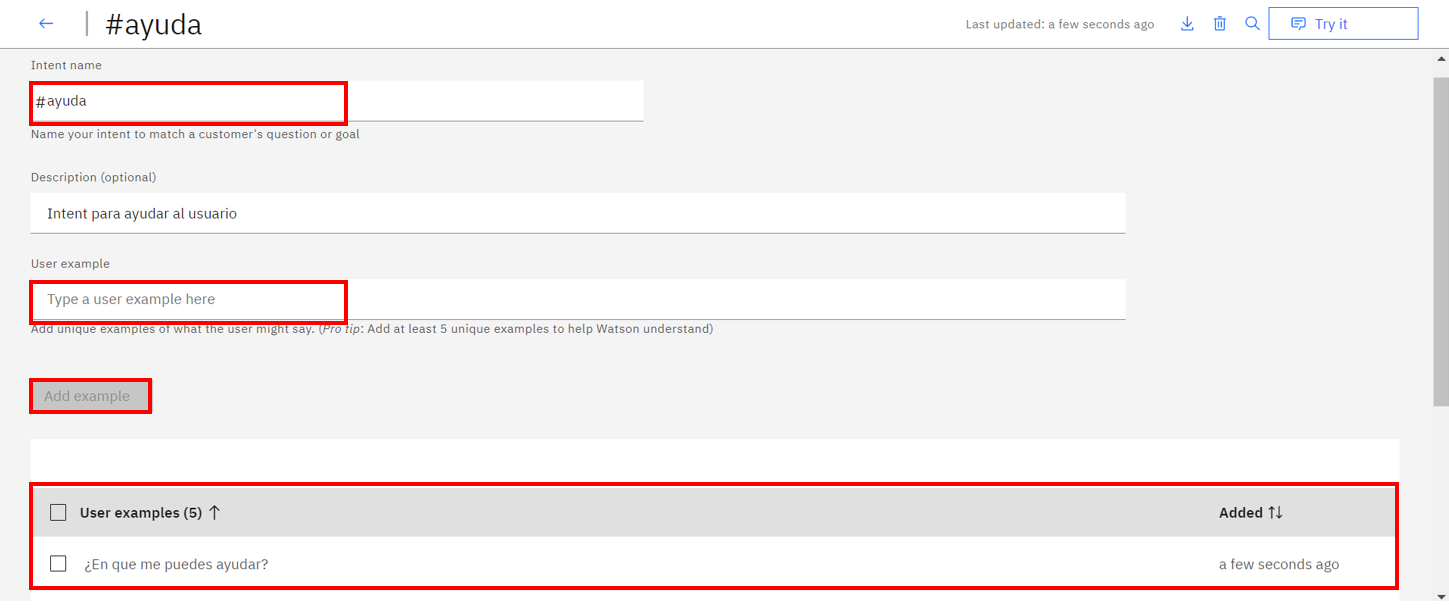 #ayuda
Last updated: a few seconds ago
Try it
Intent name
#ayuda
Name your intent to match a customer's question or goal
Description (optional)
Intent para ayudar al usuario
User example
Type a user example here
Add unique examples of what the user might say. (Pro tip: Add at least 5 unique examples to help Watson understand)
Add example
User examples (5) ↑ Added ↑↓
¿En que me puedes ayudar? a few seconds ago